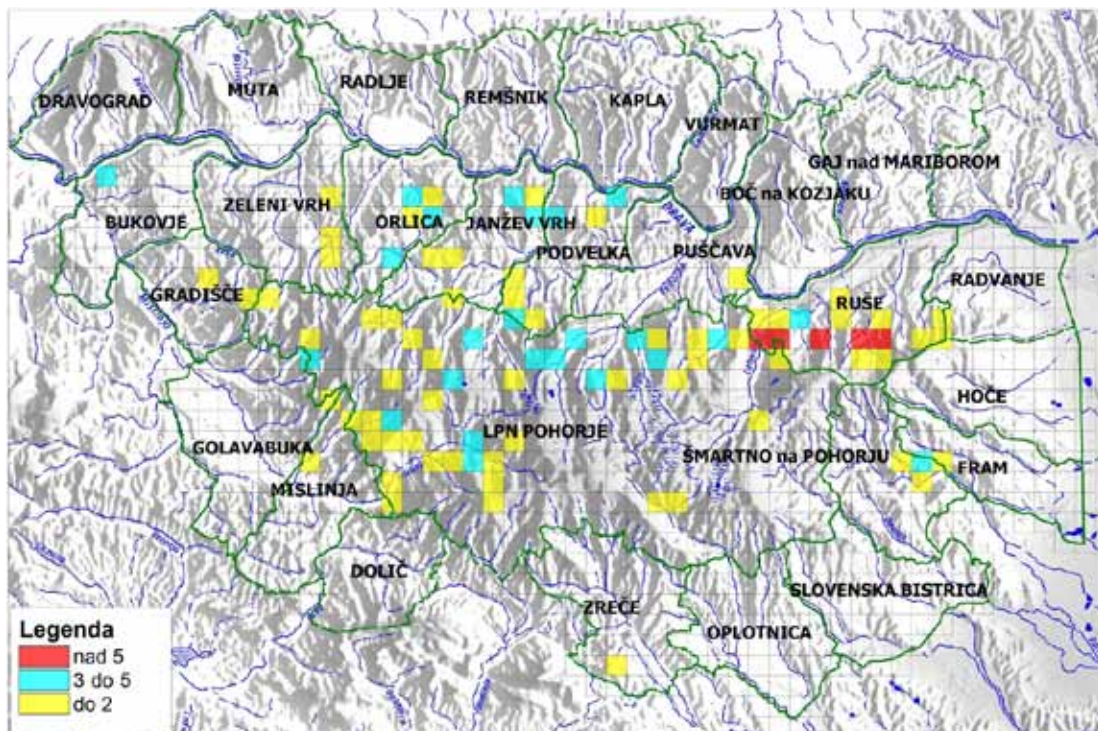 DRAVOGRAD
MUTA
RADLJE
REMŠNIK
KAPLA
VURMAT
GAJ nad MARIBOROM
BOČ na KOZJAKU
BUKOVJE
ZELENI VRH
ORLICA
JANŽEV VRH
PODVELKA
DRAVA
PUŠČAVA
GRADIŠČE
RUŠE
RADVANJE
HOČE
LPN POHORJE
GOLAVABUKA
MISLINJA
ŠMARTNO na POHORJU
FRAM
DOLIČ
ZREČE
OPLOTNICA
SLOVENSKA BISTRICA
Legenda
nad 5
3 do 5
do 2